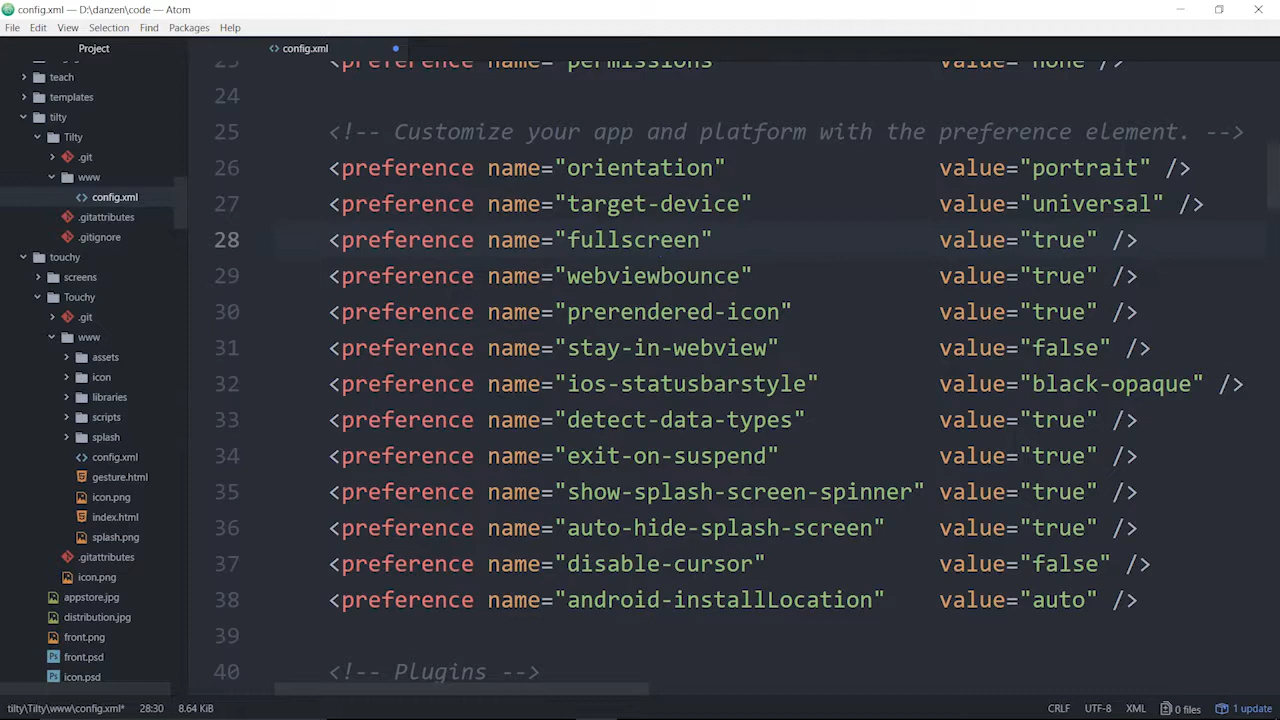 config.xml — D:\danzen\code — Atom
File Edit View Selection Find Packages Help
Project
teach
templates
tilty
Tilty
.git
www
config.xml
.gitattributes
.gitignore
touchy
screens
Touchy
.git
www
assets
icon
libraries
scripts
splash
config.xml
gesture.html
icon.png
index.html
splash.png
.gitattributes
icon.png
appstore.jpg
distribution.jpg
front.png
front.psd
icon.psd
config.xml
23 <preference name="permissions" value="none" />
24
25 <!-- Customize your app and platform with the preference element. -->
26 <preference name="orientation" value="portrait" />
27 <preference name="target-device" value="universal" />
28 <preference name="fullscreen" value="true" />
29 <preference name="webviewbounce" value="true" />
30 <preference name="prerendered-icon" value="true" />
31 <preference name="stay-in-webview" value="false" />
32 <preference name="ios-statusbarstyle" value="black-opaque" />
33 <preference name="detect-data-types" value="true" />
34 <preference name="exit-on-suspend" value="true" />
35 <preference name="show-splash-screen-spinner" value="true" />
36 <preference name="auto-hide-splash-screen" value="true" />
37 <preference name="disable-cursor" value="false" />
38 <preference name="android-installLocation" value="auto" />
39
40 <!-- Plugins -->
tilty\Tilty\www\config.xml* 28:30 8.64 KiB CRLF UTF-8 XML 0 files 1 update